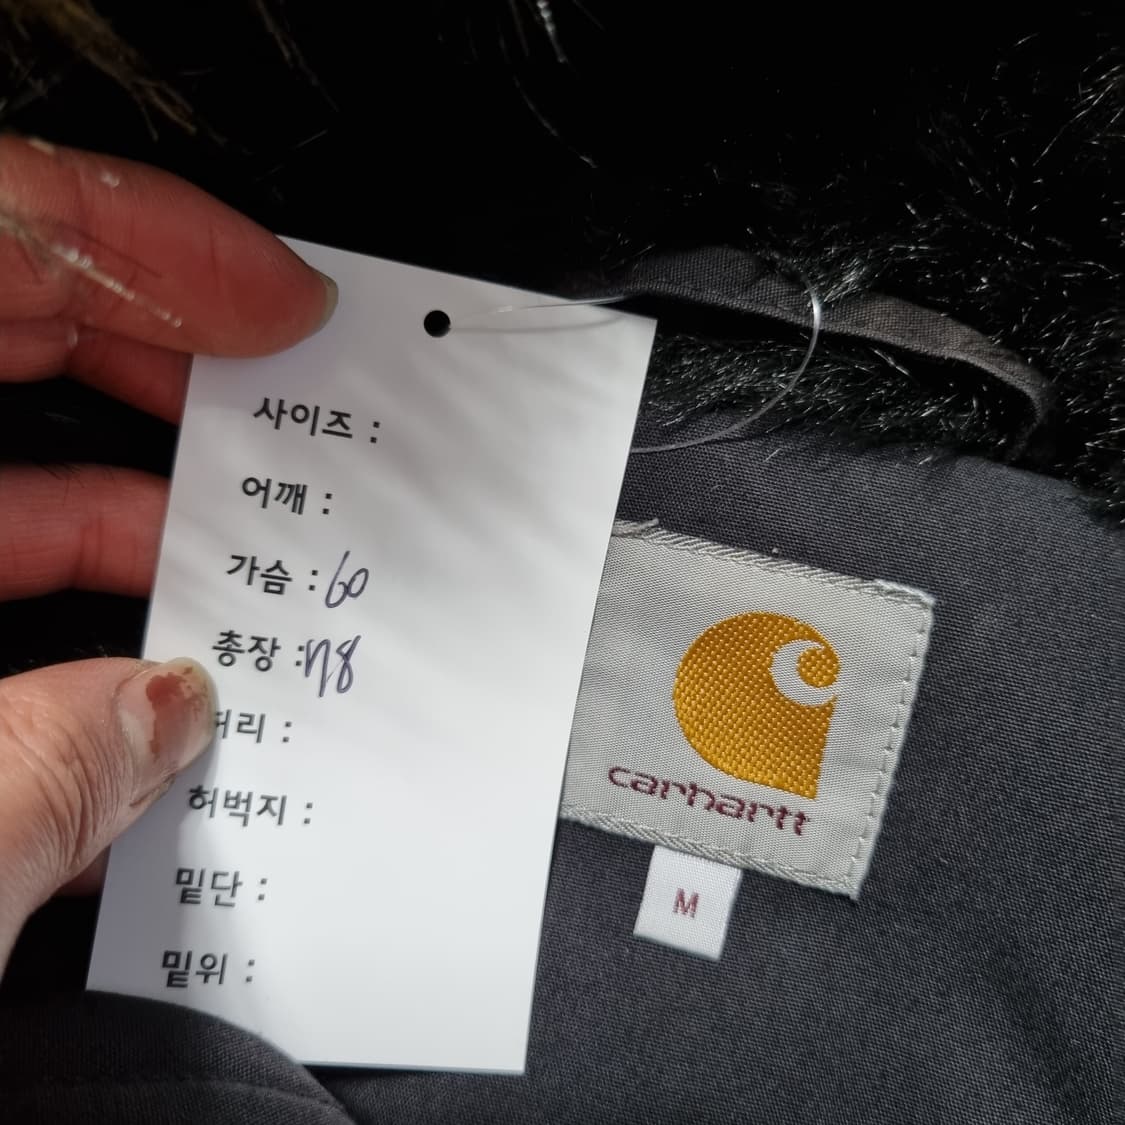 사이즈 :
어깨 :
가슴 : 60
총장 : 78
허리 :
허벅지 :
밑단 :
밑위 :
carhartt
M